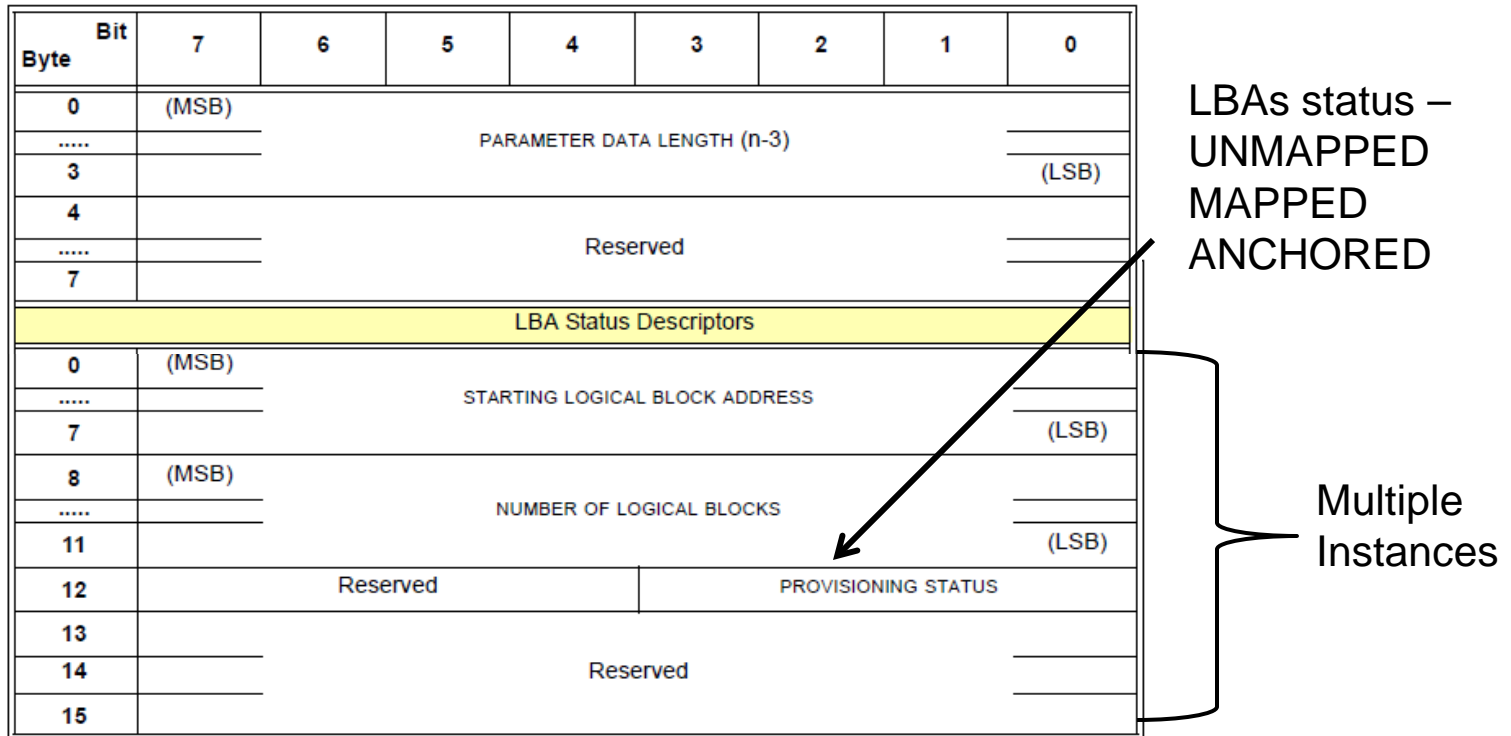 Bit
Byte 7 6 5 4 3 2 1 0
0 (MSB)
..... PARAMETER DATA LENGTH (n-3)
3 (LSB)
4
..... Reserved
7
LBA Status Descriptors
0 (MSB)
..... STARTING LOGICAL BLOCK ADDRESS
7 (LSB)
8 (MSB)
..... NUMBER OF LOGICAL BLOCKS
11 (LSB)
12 Reserved PROVISIONING STATUS
13
14 Reserved
15
LBAs status –
UNMAPPED
MAPPED
ANCHORED
Multiple
Instances